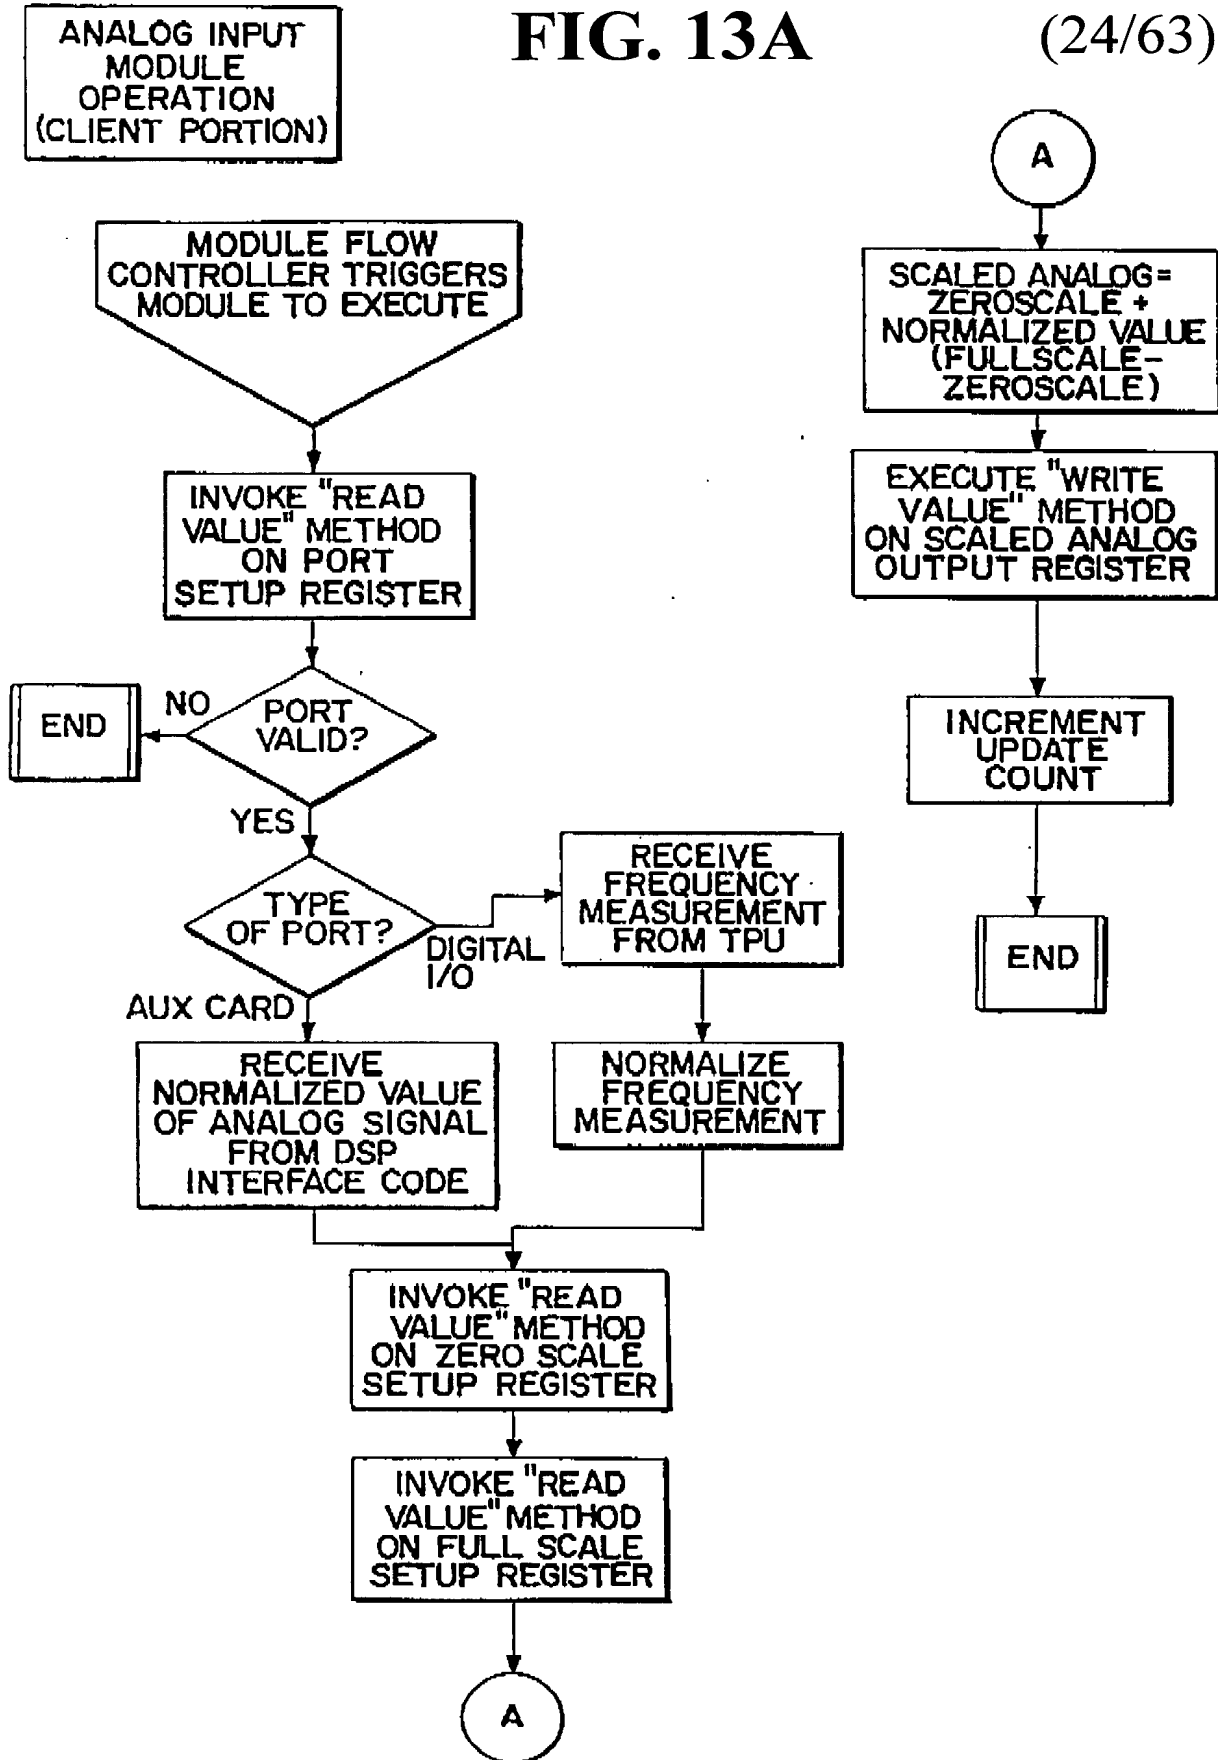 FIG. 13A
(24/63)
ANALOG INPUT
MODULE
OPERATION
(CLIENT PORTION)
MODULE FLOW
CONTROLLER TRIGGERS
MODULE TO EXECUTE
INVOKE "READ
VALUE" METHOD
ON PORT
SETUP REGISTER
PORT
VALID?
NO
END
YES
TYPE
OF PORT?
DIGITAL
I/O
AUX CARD
RECEIVE
FREQUENCY
MEASUREMENT
FROM TPU
RECEIVE
NORMALIZED VALUE
OF ANALOG SIGNAL
FROM DSP
INTERFACE CODE
NORMALIZE
FREQUENCY
MEASUREMENT
INVOKE "READ
VALUE" METHOD
ON ZERO SCALE
SETUP REGISTER
INVOKE "READ
VALUE" METHOD
ON FULL SCALE
SETUP REGISTER
A
A
SCALED ANALOG=
ZEROSCALE +
NORMALIZED VALUE
(FULLSCALE-
ZEROSCALE)
EXECUTE "WRITE
VALUE" METHOD
ON SCALED ANALOG
OUTPUT REGISTER
INCREMENT
UPDATE
COUNT
END